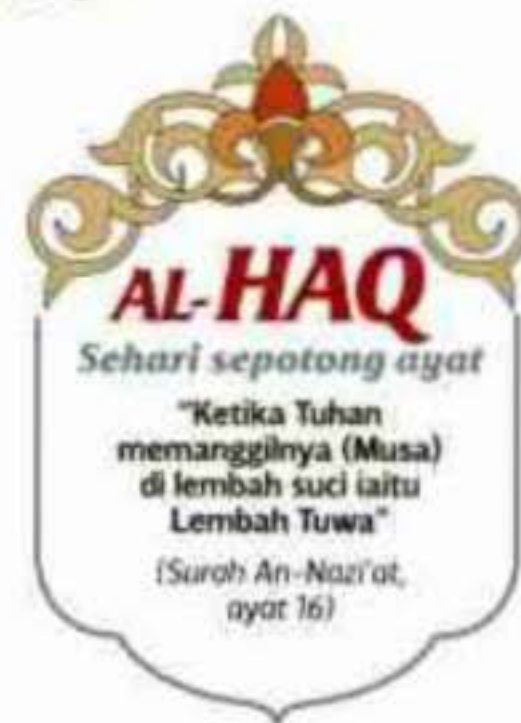 AL-HAQ
Sehari sepotong ayat
"Ketika Tuhan
memanggilnya (Musa)
di lembah suci iaitu
Lembah Tuwa"
(Surah An-Nazi'at,
ayat 16)